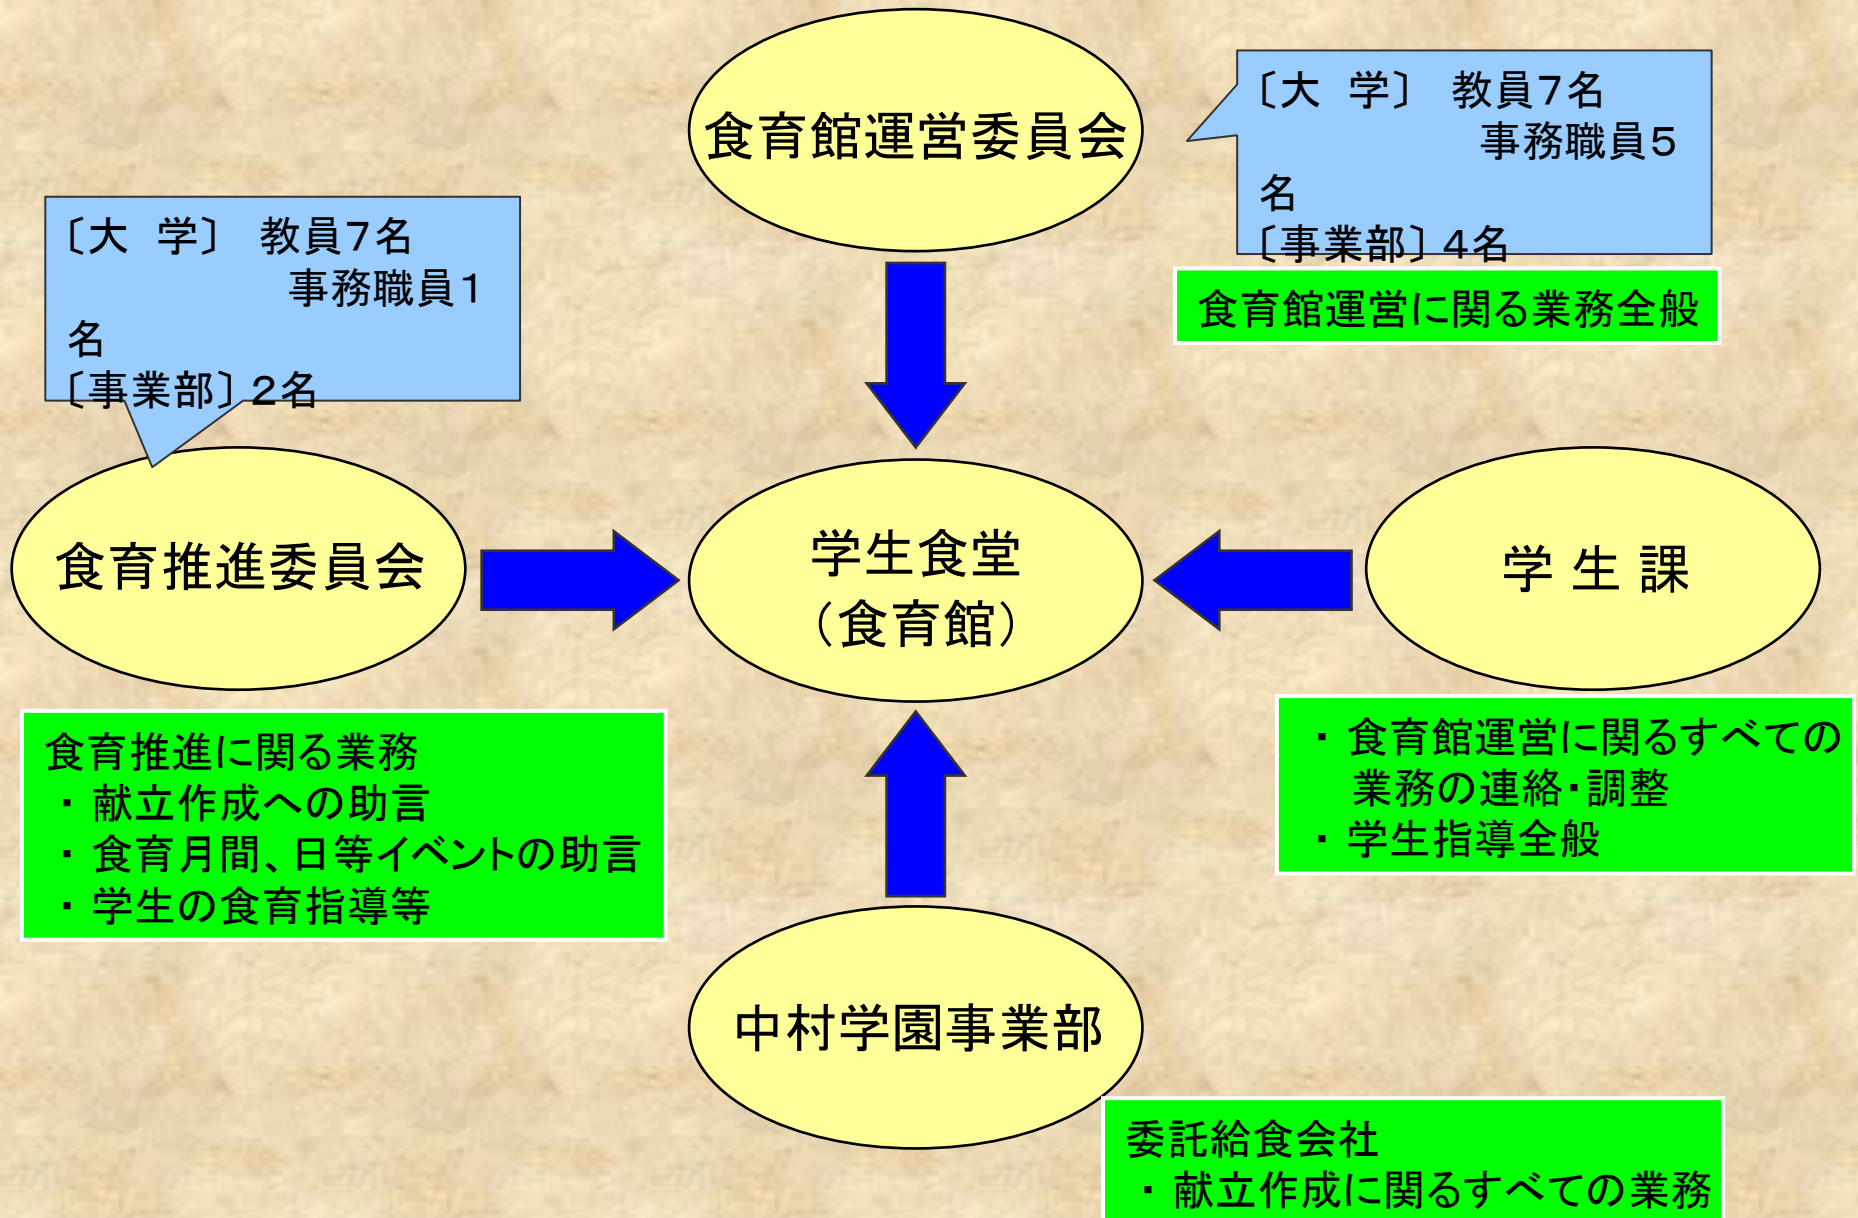 食育館運営委員会
〔大　学〕　教員７名
事務職員５
名
〔事業部〕４名
食育館運営に関る業務全般
〔大　学〕　教員７名
事務職員１
名
〔事業部〕２名
食育推進委員会
学生食堂
（食育館）
学 生 課
食育推進に関る業務
・ 献立作成への助言
・ 食育月間、日等イベントの助言
・ 学生の食育指導等
・ 食育館運営に関るすべての
業務の連絡・調整
・ 学生指導全般
中村学園事業部
委託給食会社
・ 献立作成に関るすべての業務